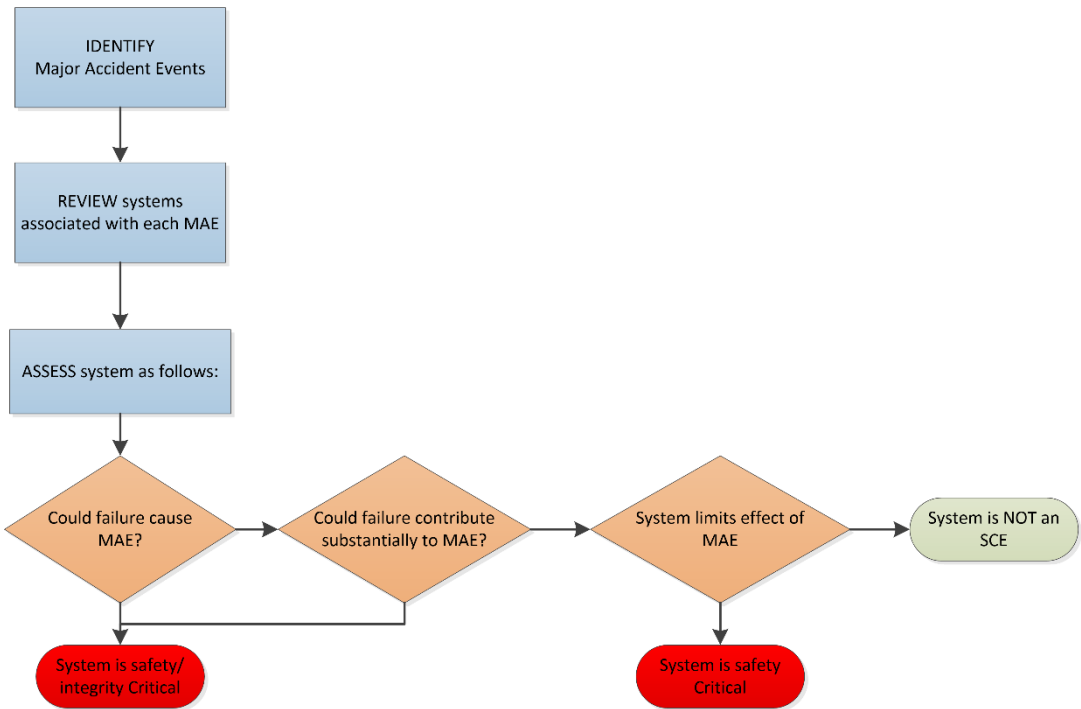 IDENTIFY
Major Accident Events
REVIEW systems
associated with each MAE
ASSESS system as follows:
Could failure cause
MAE?
Could failure contribute
substantially to MAE?
System limits effect of
MAE
System is NOT an
SCE
System is safety/
integrity Critical
System is safety
Critical